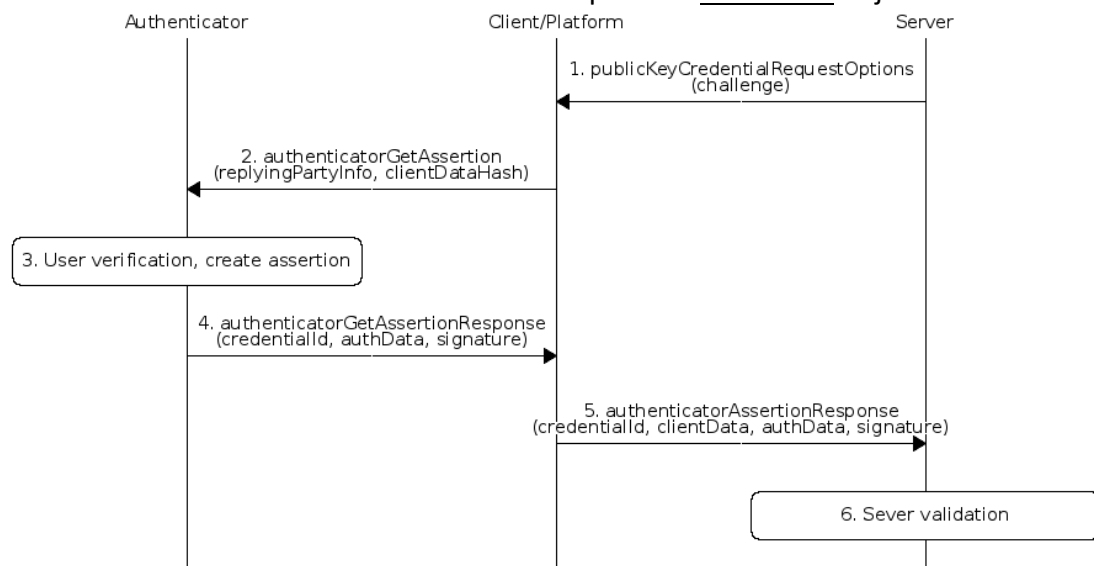 Authenticator Client/Platform Server
1. publicKeyCredentialRequestOptions
(challenge)
2. authenticatorGetAssertion
(replyingPartyInfo, clientDataHash)
3. User verification, create assertion
4. authenticatorGetAssertionResponse
(credentialId, authData, signature)
5. authenticatorAssertionResponse
(credentialId, clientData, authData, signature)
6. Sever validation